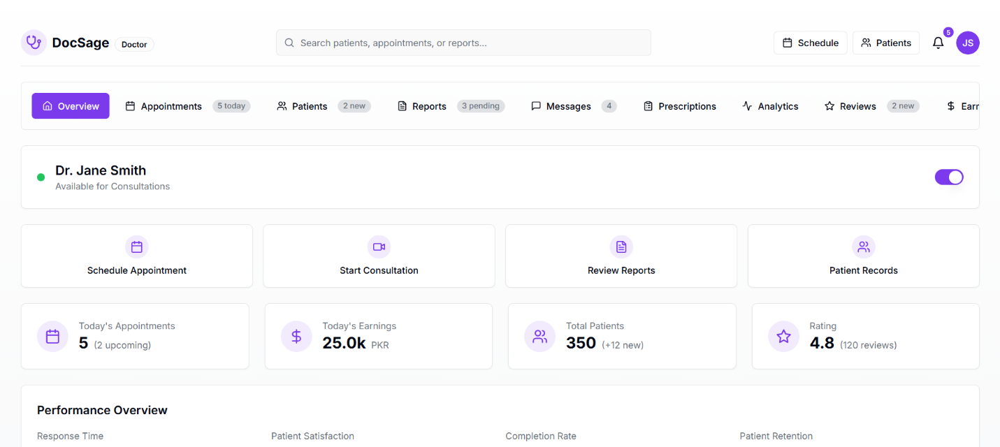 DocSage Doctor
Search patients, appointments, or reports...
Schedule
Patients
5
JS
Overview
Appointments 5 today
Patients 2 new
Reports 3 pending
Messages 4
Prescriptions
Analytics
Reviews 2 new
$ Earr
Dr. Jane Smith
Available for Consultations
Schedule Appointment
Start Consultation
Review Reports
Patient Records
Today's Appointments
5 (2 upcoming)
$
Today's Earnings
25.0k PKR
Total Patients
350 (+12 new)
Rating
4.8 (120 reviews)
Performance Overview
Response Time
Patient Satisfaction
Completion Rate
Patient Retention